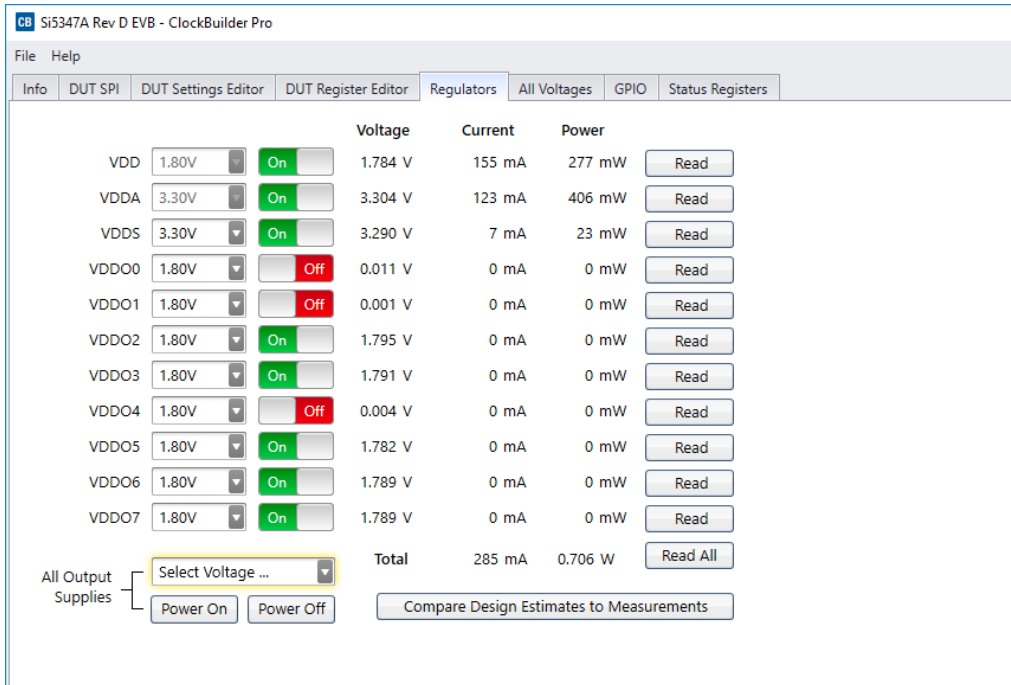 CB Si5347A Rev D EVB - ClockBuilder Pro
File Help
Info DUT SPI DUT Settings Editor DUT Register Editor Regulators All Voltages GPIO Status Registers
Voltage Current Power
VDD 1.80V On 1.784 V 155 mA 277 mW Read
VDDA 3.30V On 3.304 V 123 mA 406 mW Read
VDDS 3.30V On 3.290 V 7 mA 23 mW Read
VDDO0 1.80V Off 0.011 V 0 mA 0 mW Read
VDDO1 1.80V Off 0.001 V 0 mA 0 mW Read
VDDO2 1.80V On 1.795 V 0 mA 0 mW Read
VDDO3 1.80V On 1.791 V 0 mA 0 mW Read
VDDO4 1.80V Off 0.004 V 0 mA 0 mW Read
VDDO5 1.80V On 1.782 V 0 mA 0 mW Read
VDDO6 1.80V On 1.789 V 0 mA 0 mW Read
VDDO7 1.80V On 1.789 V 0 mA 0 mW Read
Total 285 mA 0.706 W Read All
All Output Supplies Select Voltage ...
Power On Power Off Compare Design Estimates to Measurements